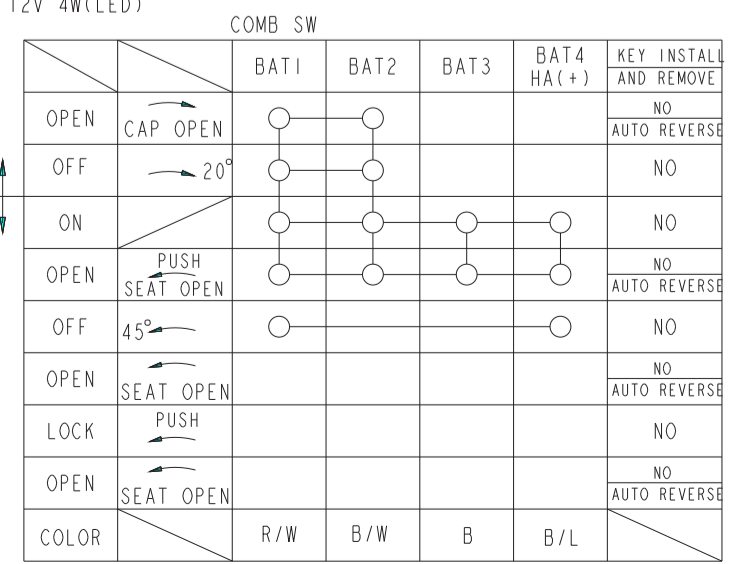 12V 4W(LED)
COMB SW
BAT1 BAT2 BAT3 BAT4 HA(+) KEY INSTALL AND REMOVE
OPEN CAP OPEN NO AUTO REVERSE
OFF 20° NO
ON NO
OPEN PUSH SEAT OPEN NO AUTO REVERSE
OFF 45° NO
OPEN SEAT OPEN NO AUTO REVERSE
LOCK PUSH NO
OPEN SEAT OPEN NO AUTO REVERSE
COLOR R/W B/W B B/L